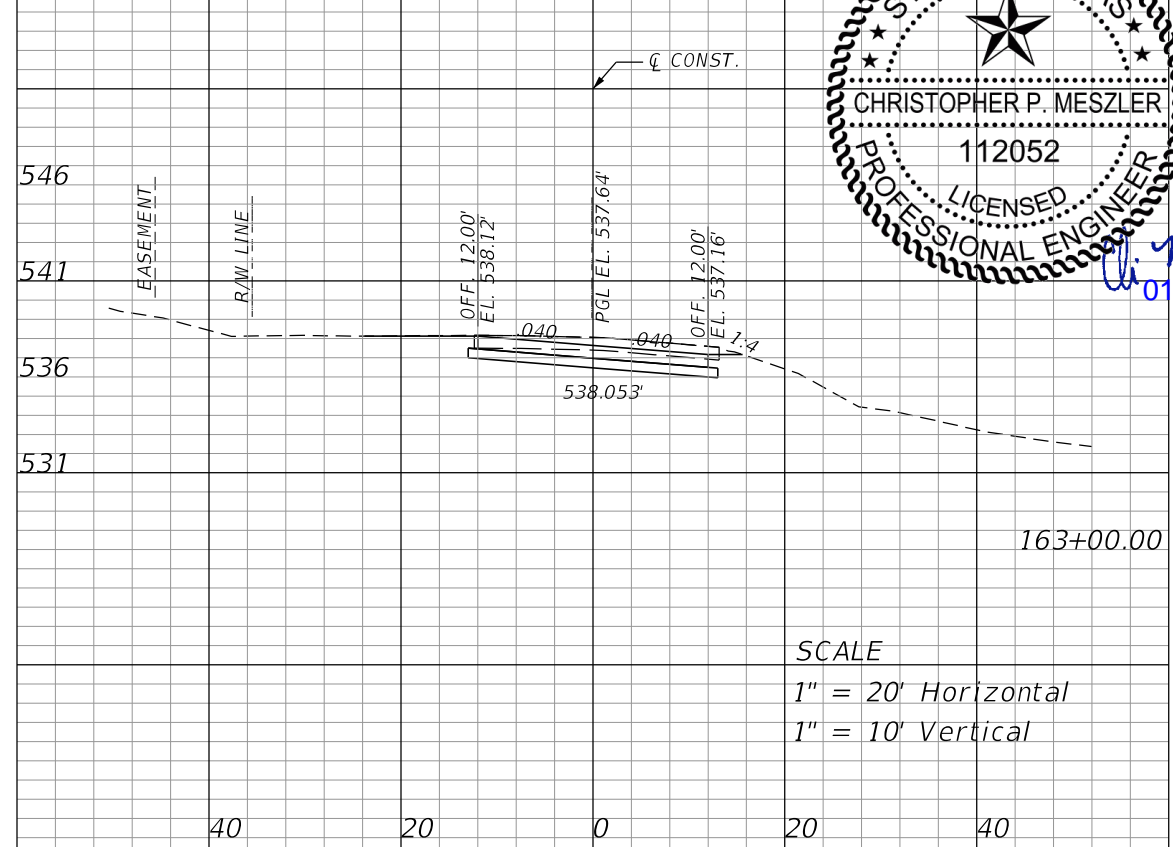 ℄ CONST.
CHRISTOPHER P. MESZLER
112052
LICENSED
PROFESSIONAL ENGINEER
01
546
541
536
531
EASEMENT
R/W LINE
OFF. 12.00'
EL. 538.12'
PGL EL. 537.64'
OFF. 12.00'
EL. 537.16'
.040
.040
1:4
538.053'
163+00.00
SCALE
1" = 20' Horizontal
1" = 10' Vertical
40 20 0 20 40